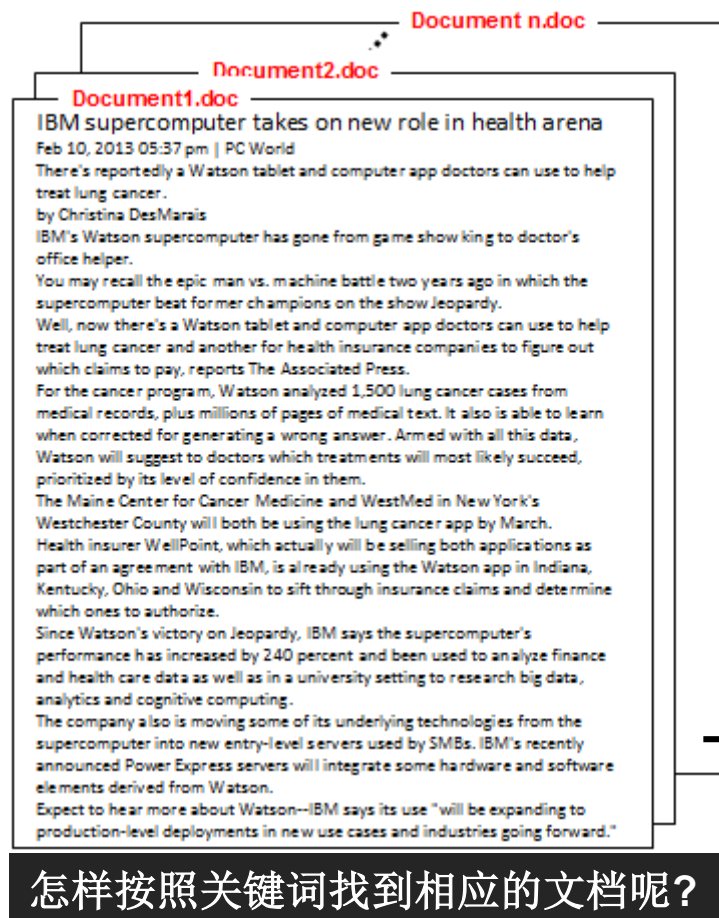 Document n.doc
Document2.doc
Document1.doc
IBM supercomputer takes on new role in health arena
Feb 10, 2013 05:37 pm | PC World
There's reportedly a Watson tablet and computer app doctors can use to help
treat lung cancer.
by Christina DesMarais
IBM's Watson supercomputer has gone from game show king to doctor's
office helper.
You may recall the epic man vs. machine battle two years ago in which the
supercomputer beat former champions on the show Jeopardy.
Well, now there's a Watson tablet and computer app doctors can use to help
treat lung cancer and another for health insurance companies to figure out
which claims to pay, reports The Associated Press.
For the cancer program, Watson analyzed 1,500 lung cancer cases from
medical records, plus millions of pages of medical text. It also is able to learn
when corrected for generating a wrong answer. Armed with all this data,
Watson will suggest to doctors which treatments will most likely succeed,
prioritized by its level of confidence in them.
The Maine Center for Cancer Medicine and WestMed in New York's
Westchester County will both be using the lung cancer app by March.
Health insurer WellPoint, which actually will be selling both applications as
part of an agreement with IBM, is already using the Watson app in Indiana,
Kentucky, Ohio and Wisconsin to sift through insurance claims and determine
which ones to authorize.
Since Watson's victory on Jeopardy, IBM says the supercomputer's
performance has increased by 240 percent and been used to analyze finance
and health care data as well as in a university setting to research big data,
analytics and cognitive computing.
The company also is moving some of its underlying technologies from the
supercomputer into new entry-level servers used by SMBs. IBM's recently
announced Power Express servers will integrate some hardware and software
elements derived from Watson.
Expect to hear more about Watson--IBM says its use "will be expanding to
production-level deployments in new use cases and industries going forward."
怎样按照关键词找到相应的文档呢?